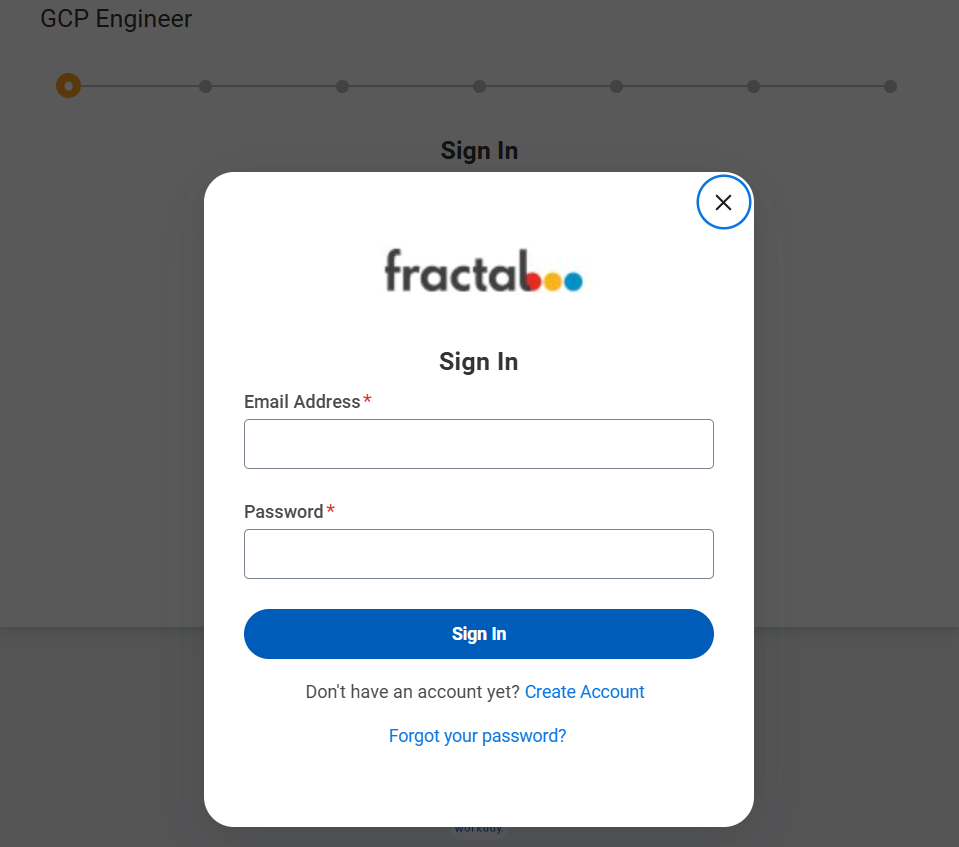 GCP Engineer
Sign In
fractal
Sign In
Email Address*
Password*
Sign In
Don't have an account yet? Create Account
Forgot your password?
workday.